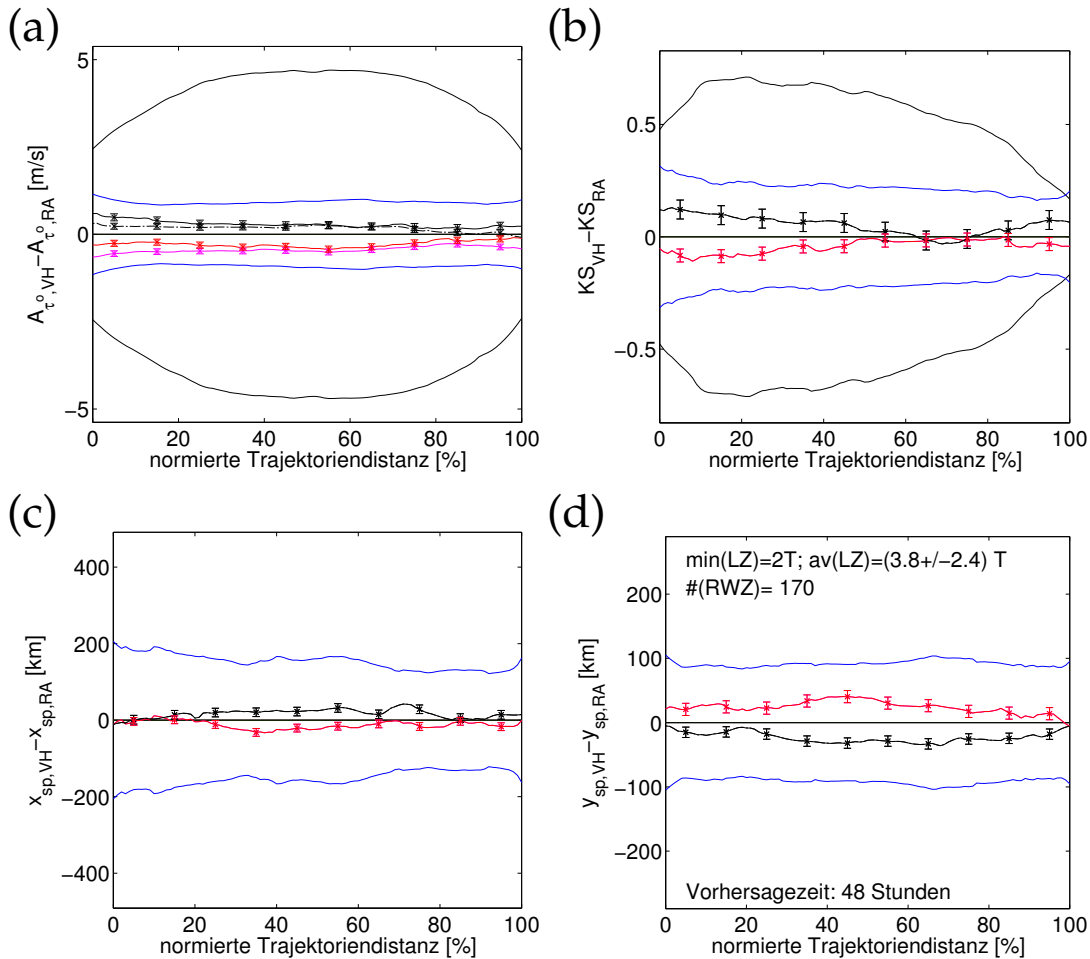 (a)
5
0
−5
A_τ°,VH−A_τ°,RA [m/s]
0 20 40 60 80 100
normierte Trajektoriendistanz [%]
(b)
0.5
0
−0.5
KS_VH−KS_RA
0 20 40 60 80 100
normierte Trajektoriendistanz [%]
(c)
400
200
0
−200
−400
x_sp,VH−x_sp,RA [km]
0 20 40 60 80 100
normierte Trajektoriendistanz [%]
(d)
min(LZ)=2T; av(LZ)=(3.8+/−2.4) T
#(RWZ)= 170
200
100
0
−100
−200
y_sp,VH−y_sp,RA [km]
Vorhersagezeit: 48 Stunden
0 20 40 60 80 100
normierte Trajektoriendistanz [%]